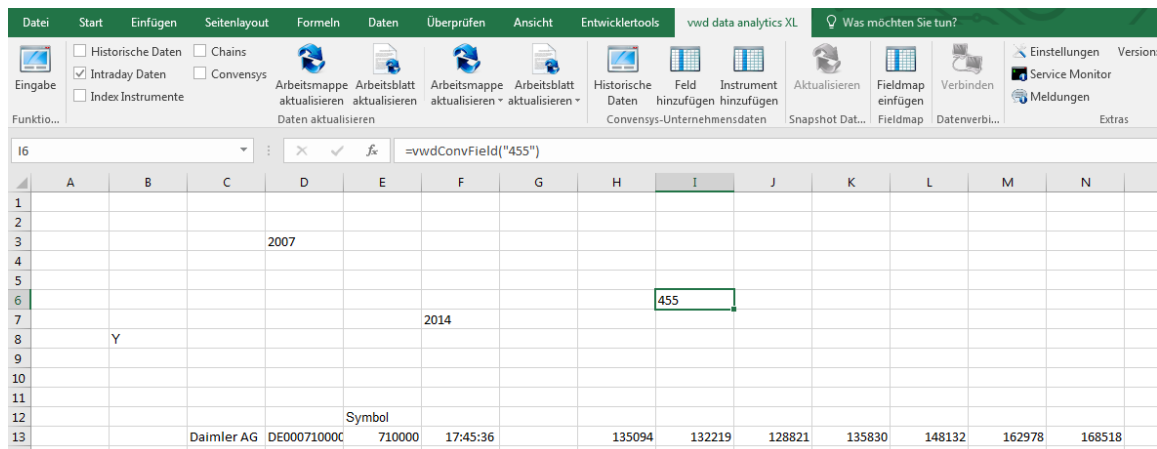 Datei Start Einfügen Seitenlayout Formeln Daten Überprüfen Ansicht Entwicklertools vwd data analytics XL Was möchten Sie tun?
Historische Daten Chains Einstellungen Version:
Intraday Daten Convensys Service Monitor
Eingabe Arbeitsmappe Arbeitsblatt Arbeitsmappe Arbeitsblatt Historische Feld Instrument Aktualisieren Fieldmap Verbinden
Index Instrumente aktualisieren aktualisieren aktualisieren aktualisieren Daten hinzufügen hinzufügen einfügen Meldungen
Funktio... Daten aktualisieren Convensys-Unternehmensdaten Snapshot Dat... Fieldmap Datenverbi... Extras
I6 fx =vwdConvField("455")
A B C D E F G H I J K L M N
1
2
3 2007
4
5
6 455
7 2014
8 Y
9
10
11
12 Symbol
13 Daimler AG DE000710000 710000 17:45:36 135094 132219 128821 135830 148132 162978 168518